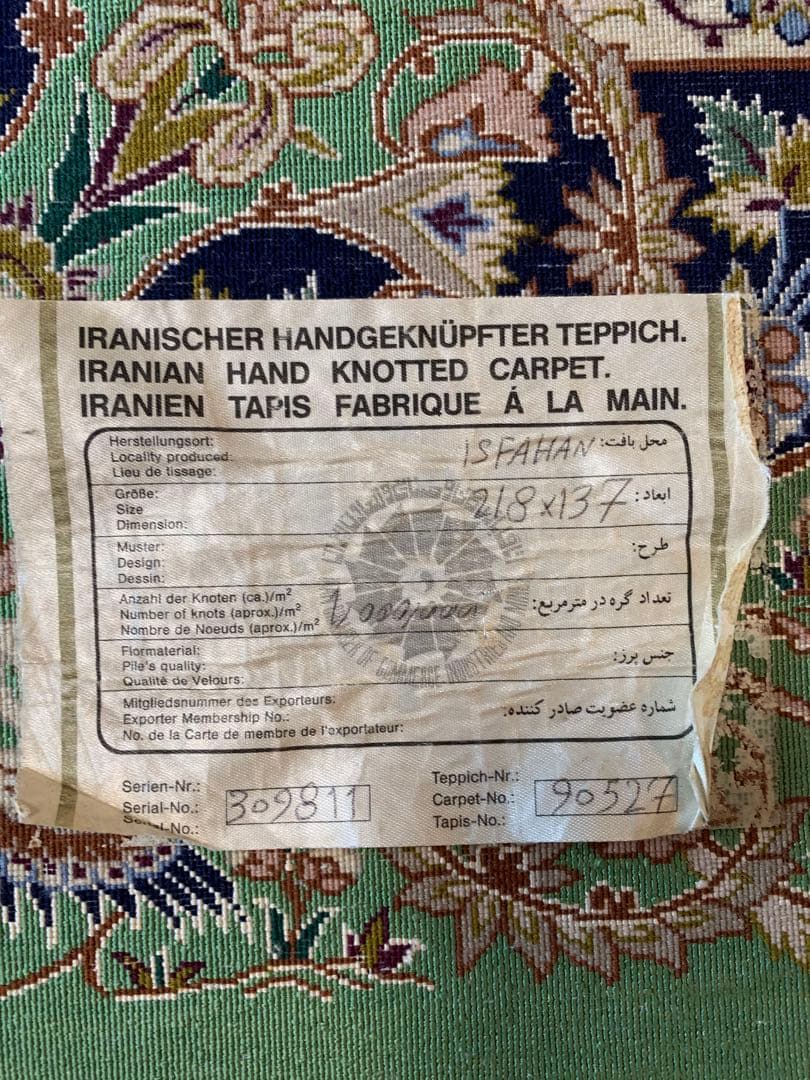 IRANISCHER HANDGEKNÜPFTER TEPPICH.
IRANIAN HAND KNOTTED CARPET.
IRANIEN TAPIS FABRIQUE Á LA MAIN.
Herstellungsort:
Locality produced:
Lieu de tissage:
ISFAHAN
محل بافت:
Größe:
Size
Dimension:
218x137
ابعاد:
Muster:
Design:
Dessin:
طرح:
Anzahl der Knoten (ca.)/m²
Number of knots (aprox.)/m²
Nombre de Noeuds (aprox.)/m²
تعداد گره در مترمربع:
Flormaterial:
Pile's quality:
Qualité de Velours:
جنس پرز:
Mitgliedsnummer des Exporteurs:
Exporter Membership No.:
No. de la Carte de membre de l'exportateur:
شماره عضویت صادر کننده:
Serien-Nr.:
Serial-No.:
309811
Teppich-Nr.:
Carpet-No.:
Tapis-No.:
90527